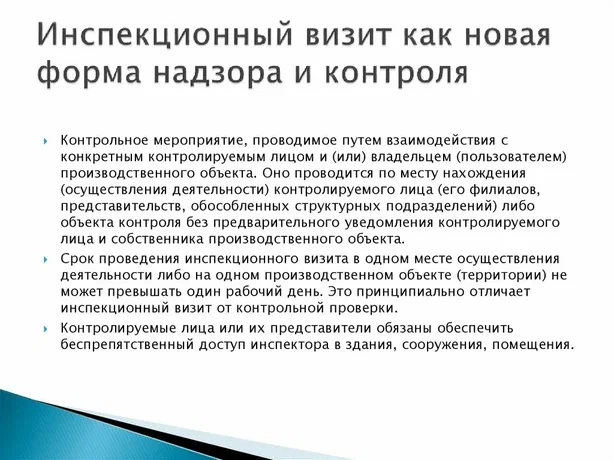 Инспекционный визит как новая
форма надзора и контроля
Контрольное мероприятие, проводимое путем взаимодействия с
конкретным контролируемым лицом и (или) владельцем (пользователем)
производственного объекта. Оно проводится по месту нахождения
(осуществления деятельности) контролируемого лица (его филиалов,
представительств, обособленных структурных подразделений) либо
объекта контроля без предварительного уведомления контролируемого
лица и собственника производственного объекта.
Срок проведения инспекционного визита в одном месте осуществления
деятельности либо на одном производственном объекте (территории) не
может превышать один рабочий день. Это принципиально отличает
инспекционный визит от контрольной проверки.
Контролируемые лица или их представители обязаны обеспечить
беспрепятственный доступ инспектора в здания, сооружения, помещения.